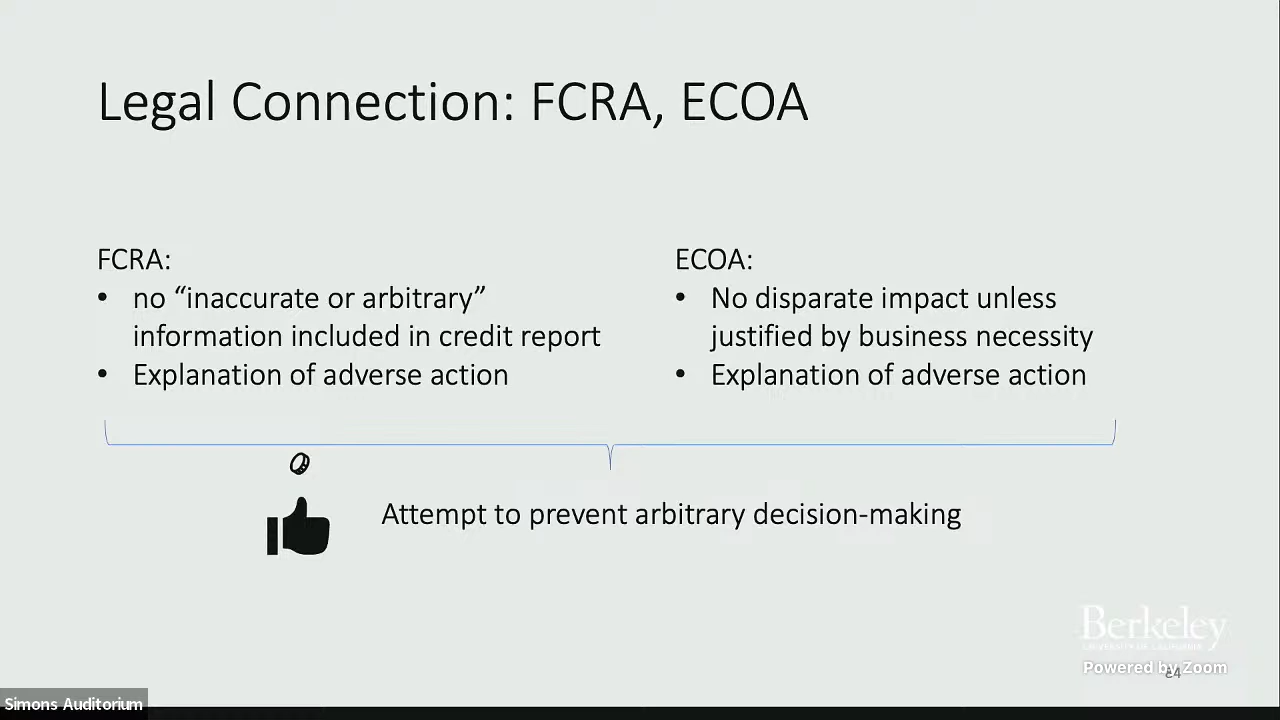 Legal Connection: FCRA, ECOA
FCRA:
• no “inaccurate or arbitrary”
information included in credit report
• Explanation of adverse action
ECOA:
• No disparate impact unless
justified by business necessity
• Explanation of adverse action
Attempt to prevent arbitrary decision-making
Berkeley
UNIVERSITY OF CALIFORNIA
Powered by Zoom
Simons Auditorium